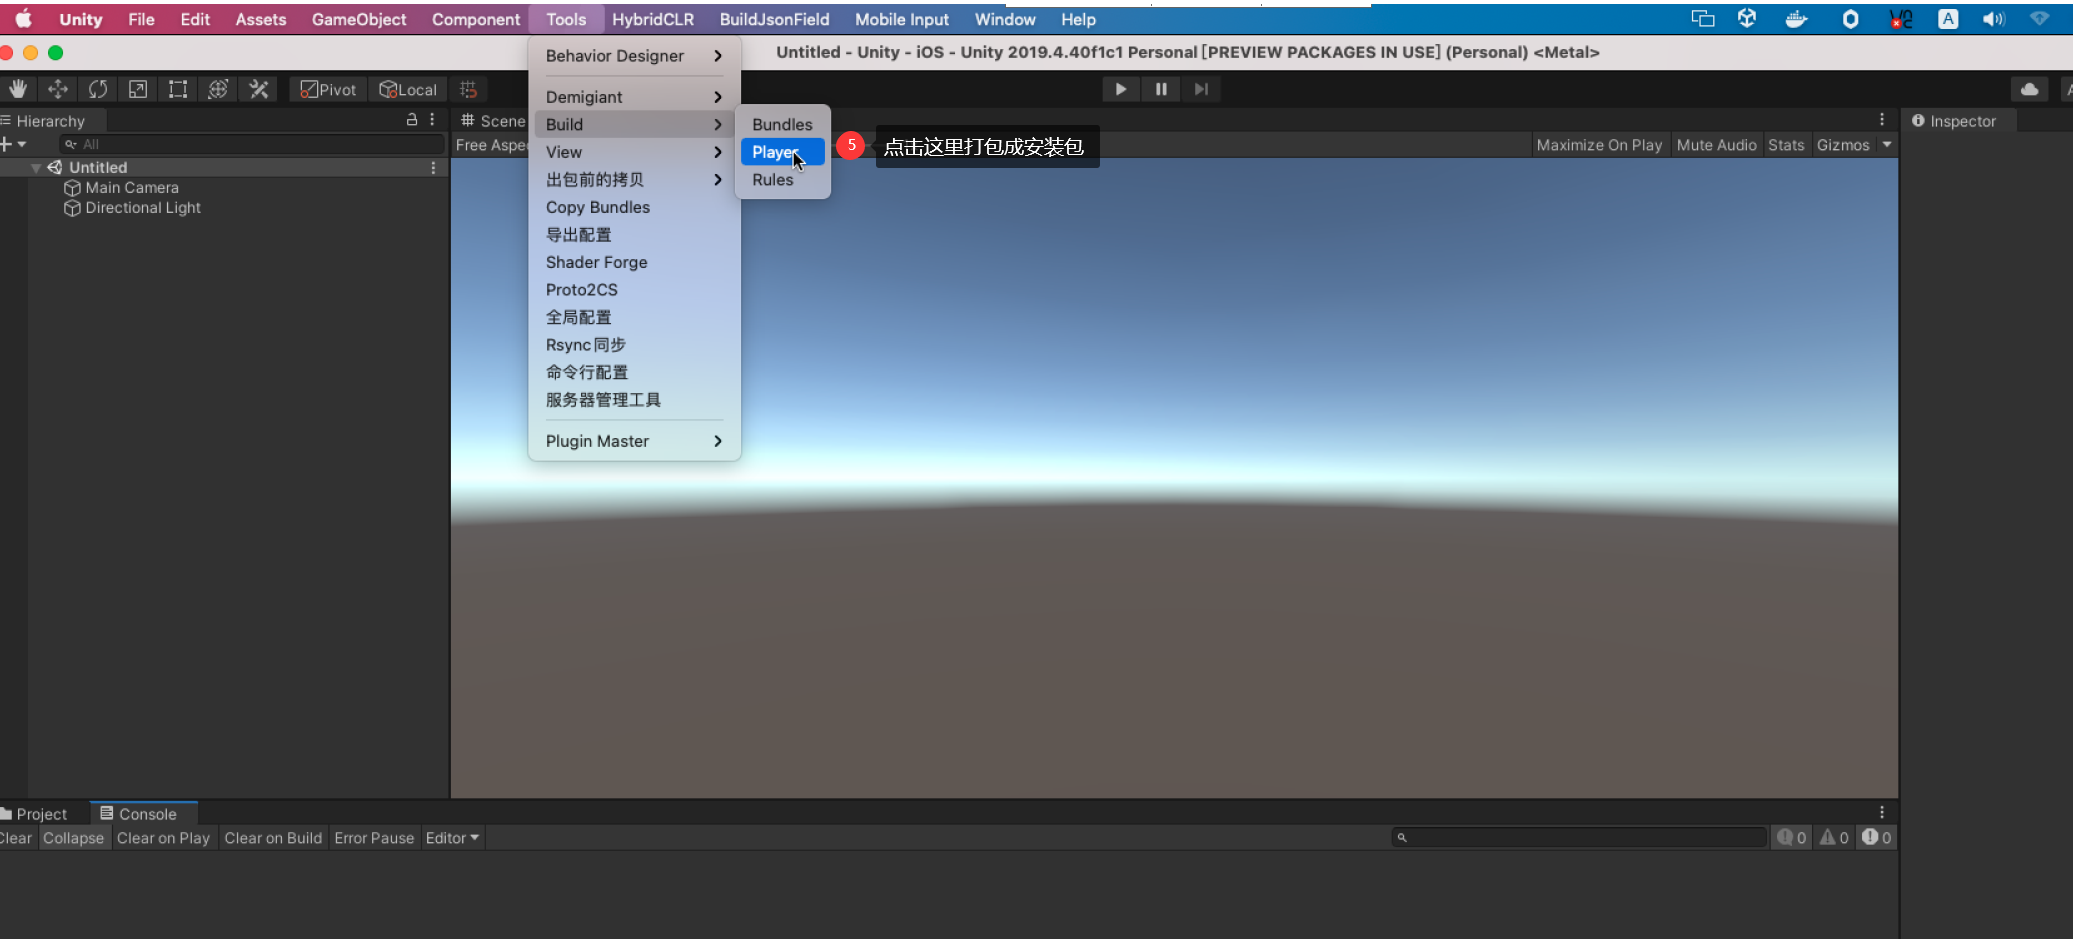 Unity File Edit Assets GameObject Component Tools HybridCLR BuildJsonField Mobile Input Window Help
Untitled - Unity - iOS - Unity 2019.4.40f1c1 Personal [PREVIEW PACKAGES IN USE] (Personal) <Metal>
Pivot Local
Hierarchy
All
Untitled
Main Camera
Directional Light
Scene
Free Aspe
Maximize On Play Mute Audio Stats Gizmos
Inspector
Behavior Designer
Demigiant
Build
View
出包前的拷贝
Copy Bundles
导出配置
Shader Forge
Proto2CS
全局配置
Rsync同步
命令行配置
服务器管理工具
Plugin Master
Bundles
Player
Rules
5 点击这里打包成安装包
Project Console
Clear Collapse Clear on Play Clear on Build Error Pause Editor
0 0 0